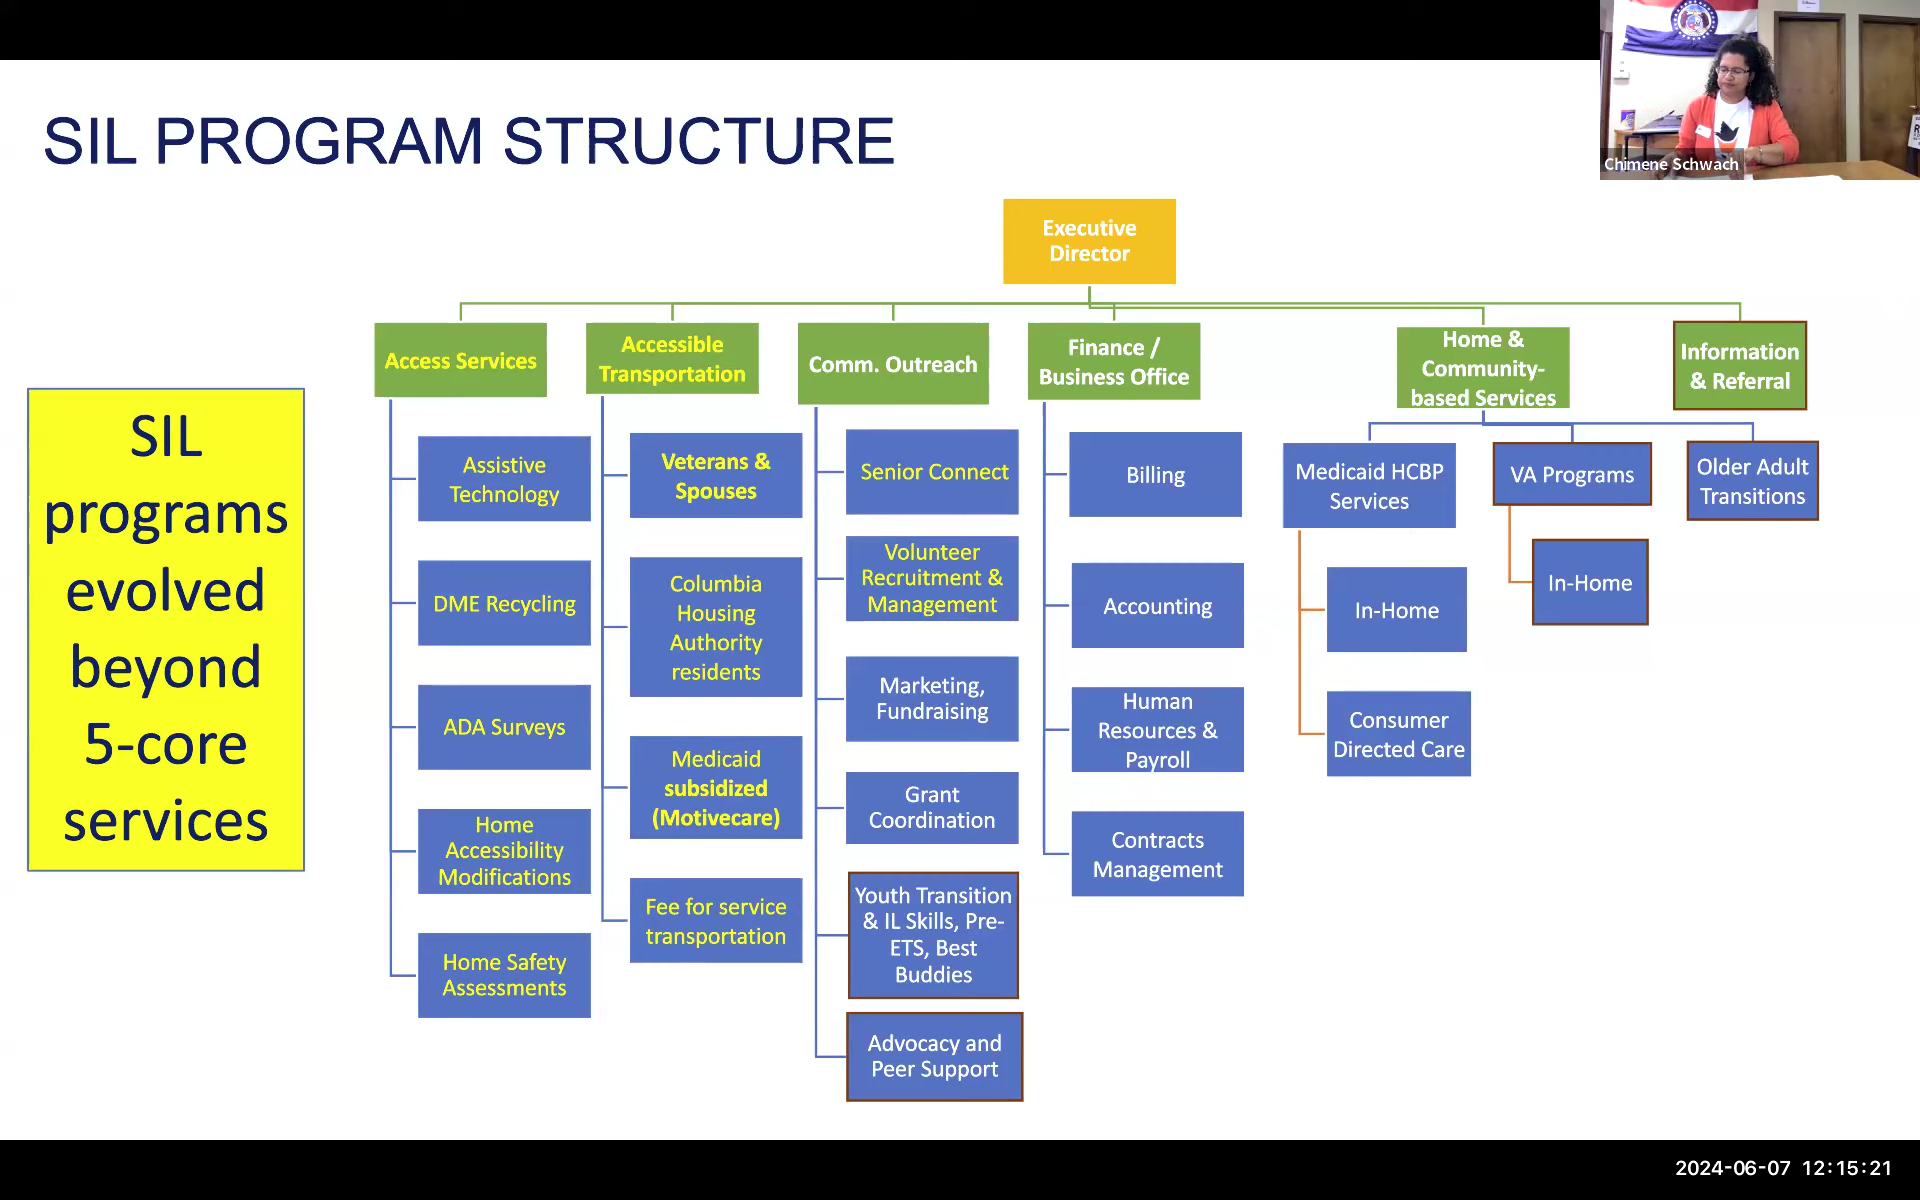 Chimene Schwach
SIL PROGRAM STRUCTURE
Executive
Director
Access Services
Accessible
Transportation
Comm. Outreach
Finance /
Business Office
Home &
Community-
based Services
Information
& Referral
SIL
programs
evolved
beyond
5-core
services
Assistive
Technology
DME Recycling
ADA Surveys
Home
Accessibility
Modifications
Home Safety
Assessments
Veterans &
Spouses
Columbia
Housing
Authority
residents
Medicaid
subsidized
(Motivecare)
Fee for service
transportation
Senior Connect
Volunteer
Recruitment &
Management
Marketing,
Fundraising
Grant
Coordination
Youth Transition
& IL Skills, Pre-
ETS, Best
Buddies
Advocacy and
Peer Support
Billing
Accounting
Human
Resources &
Payroll
Contracts
Management
Medicaid HCBP
Services
In-Home
Consumer
Directed Care
VA Programs
In-Home
Older Adult
Transitions
2024-06-07 12:15:21